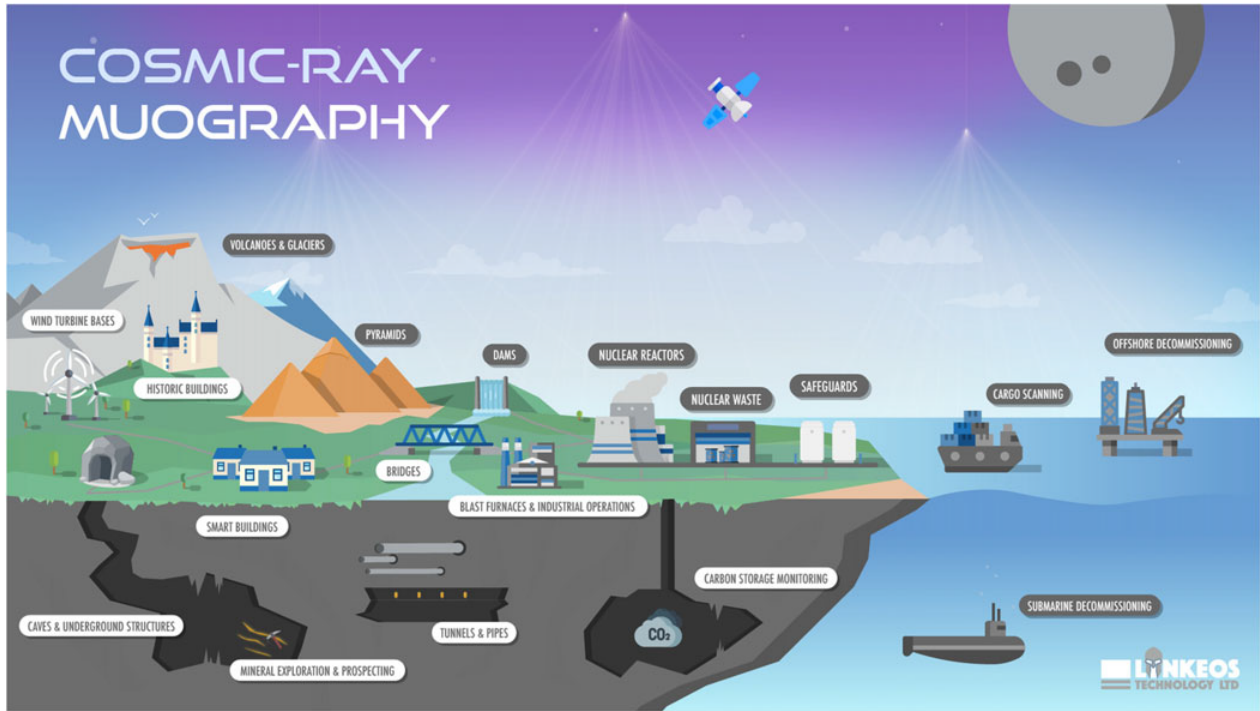 COSMIC-RAY
MUOGRAPHY
VOLCANOES & GLACIERS
WIND TURBINE BASES
PYRAMIDS
HISTORIC BUILDINGS
DAMS
NUCLEAR REACTORS
NUCLEAR WASTE
SAFEGUARDS
CARGO SCANNING
OFFSHORE DECOMMISSIONING
BRIDGES
BLAST FURNACES & INDUSTRIAL OPERATIONS
SMART BUILDINGS
CARBON STORAGE MONITORING
CAVES & UNDERGROUND STRUCTURES
TUNNELS & PIPES
CO₂
SUBMARINE DECOMMISSIONING
MINERAL EXPLORATION & PROSPECTING
LYNKEOS
TECHNOLOGY LTD